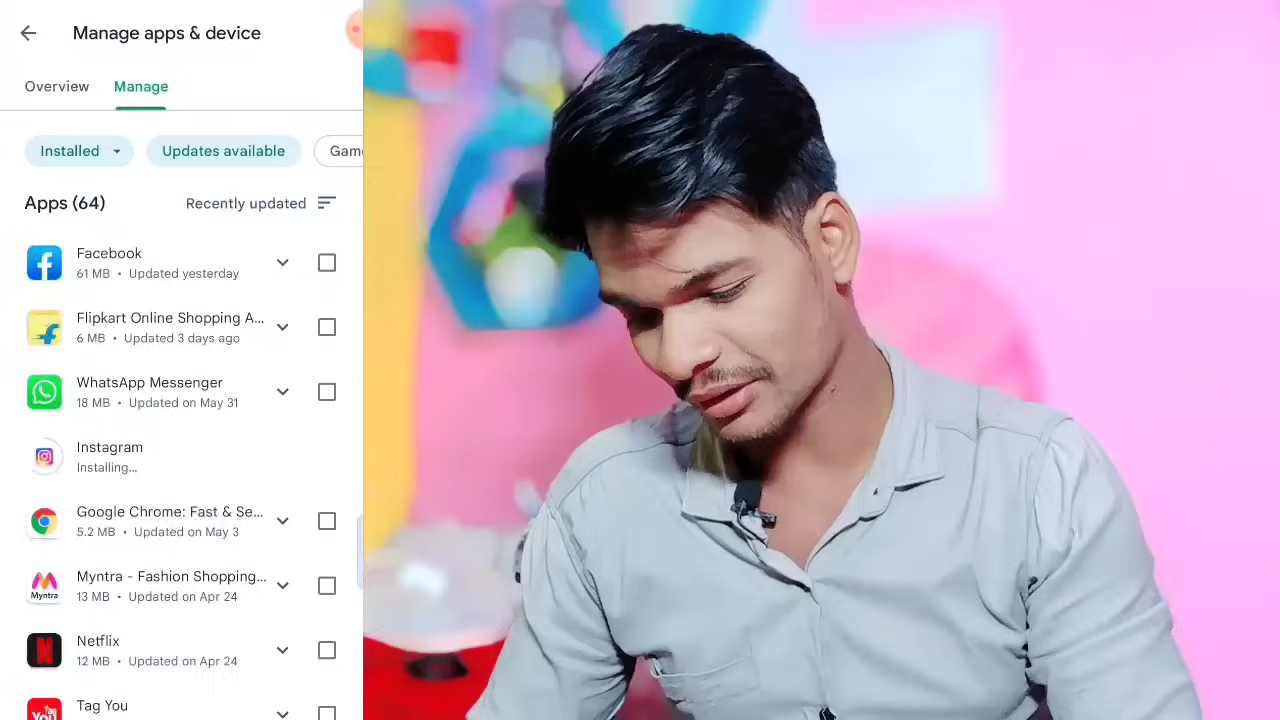 Manage apps & device
Overview
Manage
Installed
Updates available
Gam
Apps (64)
Recently updated
Facebook
61 MB • Updated yesterday
Flipkart Online Shopping A...
6 MB • Updated 3 days ago
WhatsApp Messenger
18 MB • Updated on May 31
Instagram
Installing...
Google Chrome: Fast & Se...
5.2 MB • Updated on May 3
Myntra - Fashion Shopping...
Myntra
13 MB • Updated on Apr 24
Netflix
12 MB • Updated on Apr 24
Tag You